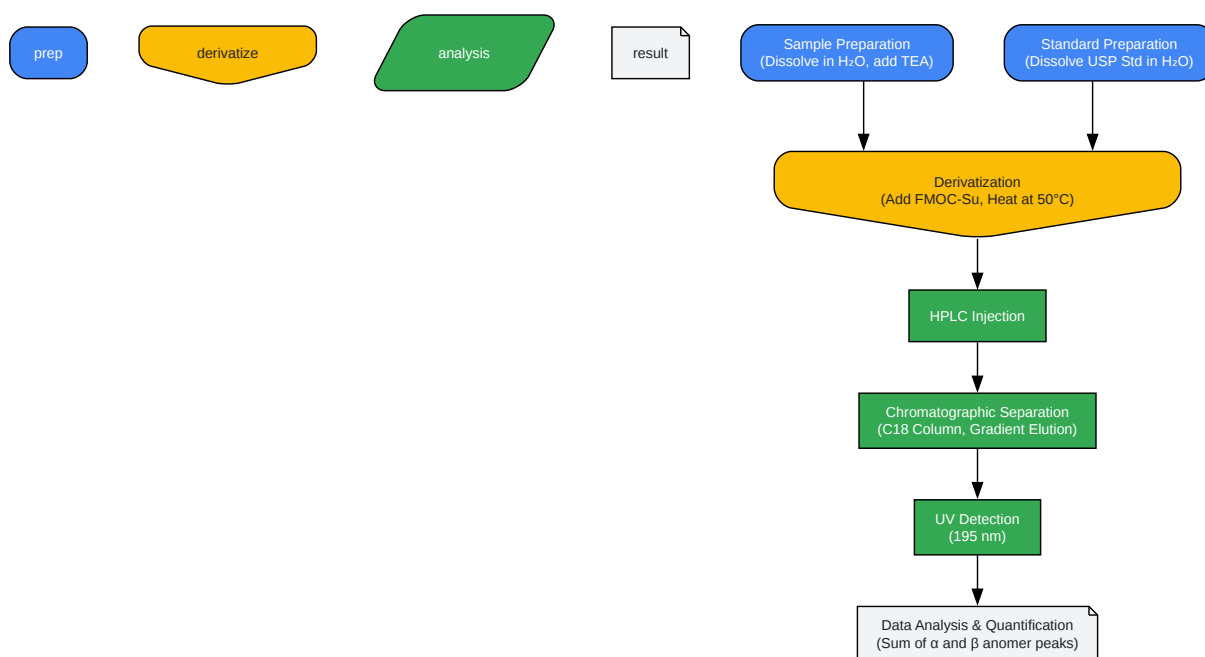 prep
derivatize
analysis
result
Sample Preparation
(Dissolve in H₂O, add TEA)
Standard Preparation
(Dissolve USP Std in H₂O)
Derivatization
(Add FMOC-Su, Heat at 50°C)
HPLC Injection
Chromatographic Separation
(C18 Column, Gradient Elution)
UV Detection
(195 nm)
Data Analysis & Quantification
(Sum of α and β anomer peaks)